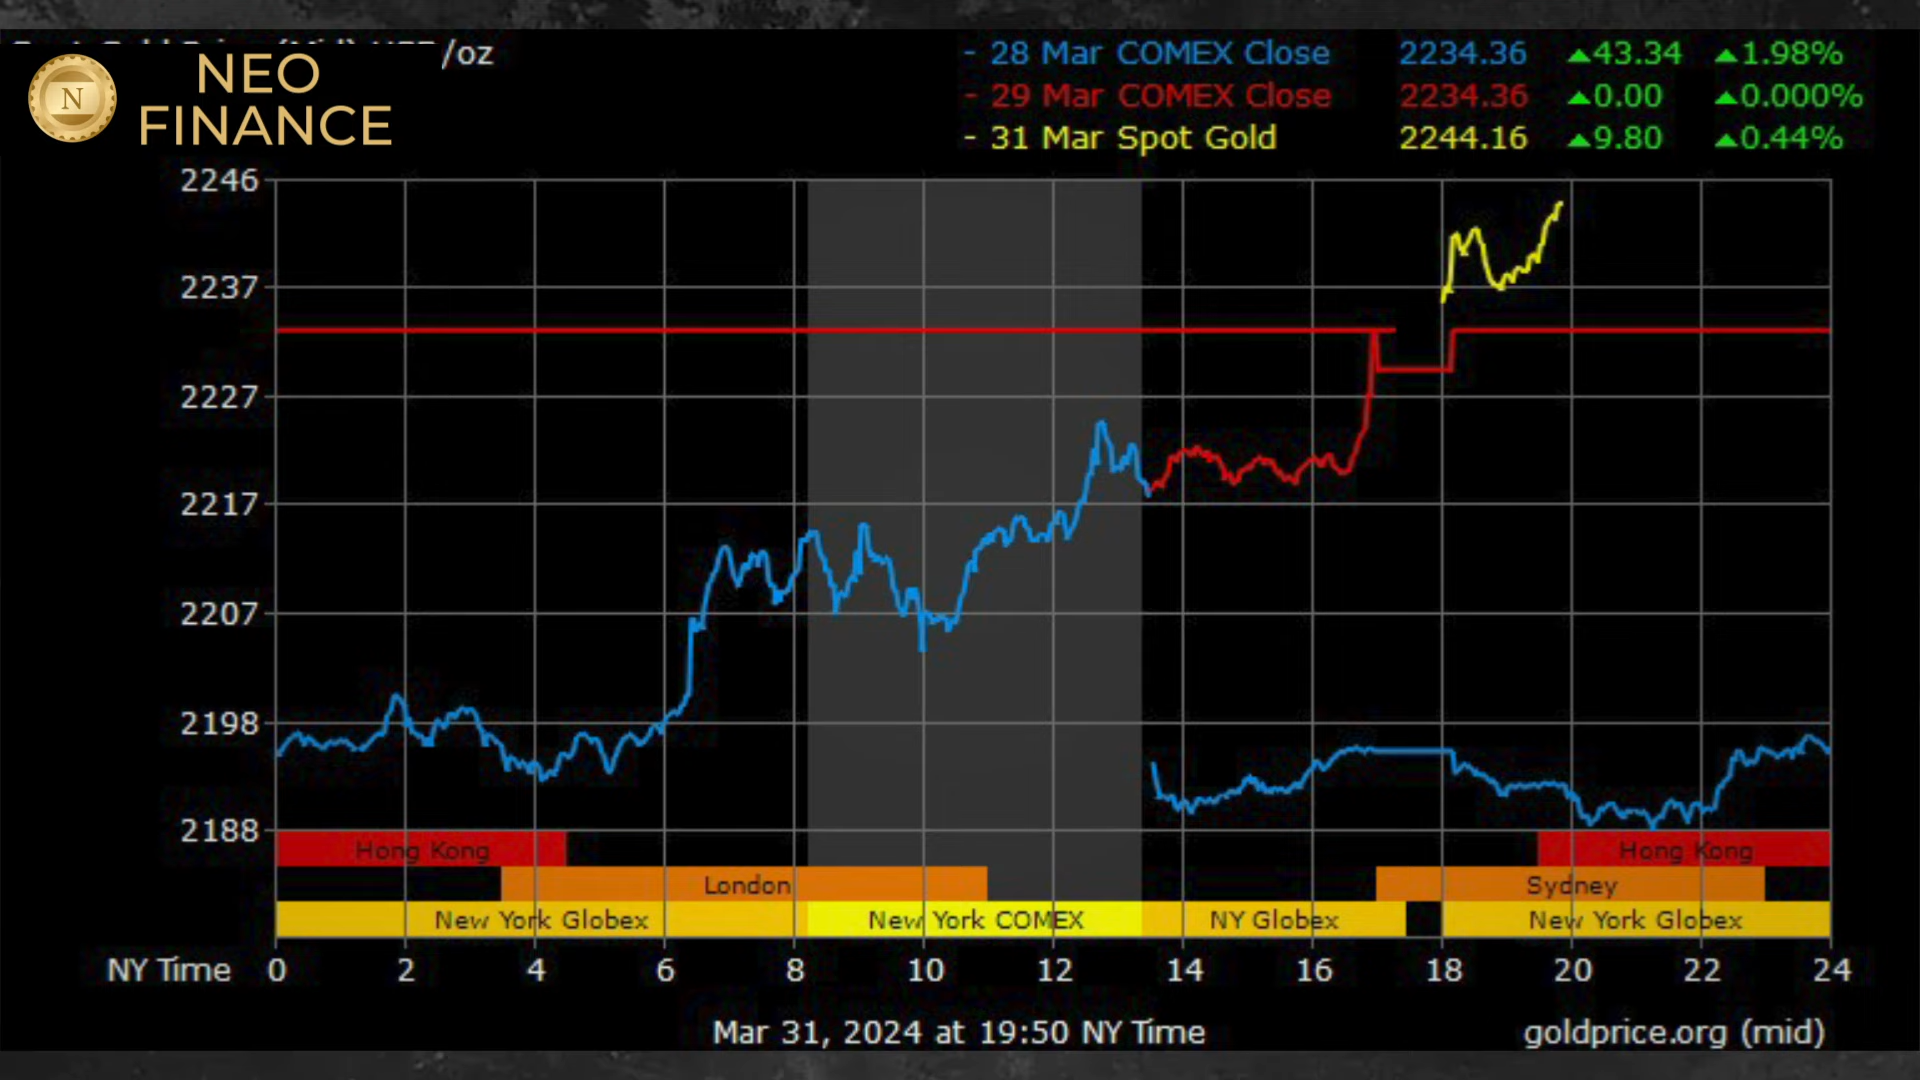 /oz
N
NEO
FINANCE
- 28 Mar COMEX Close 2234.36 ▲43.34 ▲1.98%
- 29 Mar COMEX Close 2234.36 ▲0.00 ▲0.000%
- 31 Mar Spot Gold 2244.16 ▲9.80 ▲0.44%
2246
2237
2227
2217
2207
2198
2188
Hong Kong Hong Kong
London Sydney
New York Globex New York COMEX NY Globex New York Globex
NY Time 0 2 4 6 8 10 12 14 16 18 20 22 24
Mar 31, 2024 at 19:50 NY Time goldprice.org (mid)